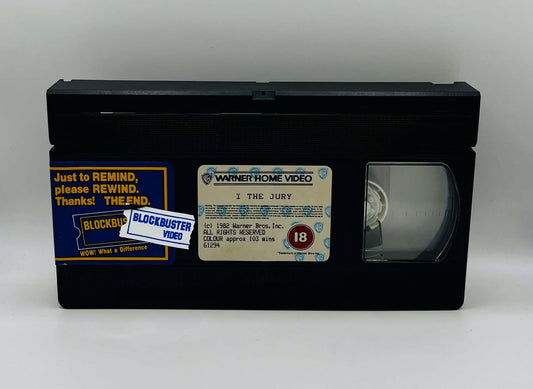 Just to REMIND,
please REWIND.
Thanks! THE END.
BLOCKBUSTER
WOW! What a Difference
BLOCKBUSTER
VIDEO
WARNER HOME VIDEO
I THE JURY
(c) 1982 Warner Bros. Inc.
ALL RIGHTS RESERVED
COLOUR approx 103 mins
61294
18